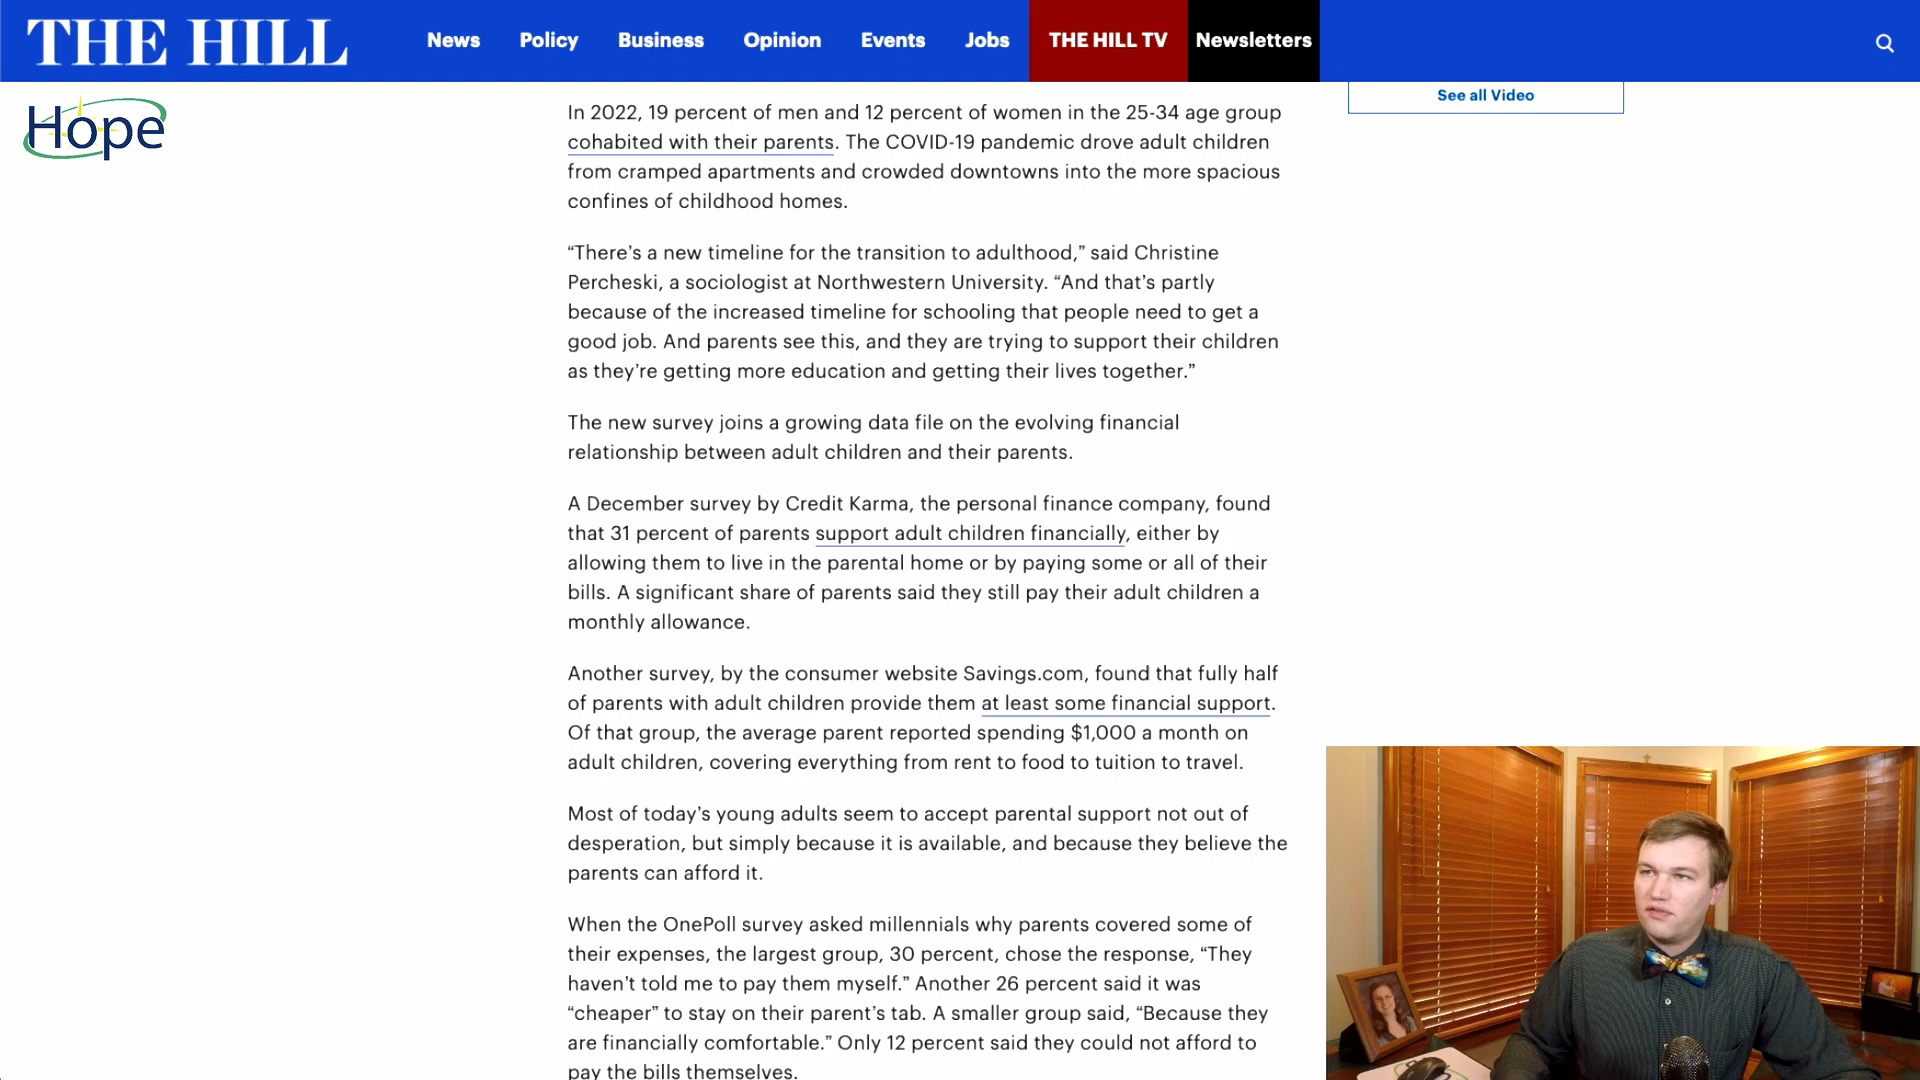 THE HILL
News Policy Business Opinion Events Jobs THE HILL TV Newsletters
Hope
See all Video
In 2022, 19 percent of men and 12 percent of women in the 25-34 age group
cohabited with their parents. The COVID-19 pandemic drove adult children
from cramped apartments and crowded downtowns into the more spacious
confines of childhood homes.
“There’s a new timeline for the transition to adulthood,” said Christine
Percheski, a sociologist at Northwestern University. “And that’s partly
because of the increased timeline for schooling that people need to get a
good job. And parents see this, and they are trying to support their children
as they’re getting more education and getting their lives together.”
The new survey joins a growing data file on the evolving financial
relationship between adult children and their parents.
A December survey by Credit Karma, the personal finance company, found
that 31 percent of parents support adult children financially, either by
allowing them to live in the parental home or by paying some or all of their
bills. A significant share of parents said they still pay their adult children a
monthly allowance.
Another survey, by the consumer website Savings.com, found that fully half
of parents with adult children provide them at least some financial support.
Of that group, the average parent reported spending $1,000 a month on
adult children, covering everything from rent to food to tuition to travel.
Most of today’s young adults seem to accept parental support not out of
desperation, but simply because it is available, and because they believe the
parents can afford it.
When the OnePoll survey asked millennials why parents covered some of
their expenses, the largest group, 30 percent, chose the response, “They
haven’t told me to pay them myself.” Another 26 percent said it was
“cheaper” to stay on their parent’s tab. A smaller group said, “Because they
are financially comfortable.” Only 12 percent said they could not afford to
pay the bills themselves.